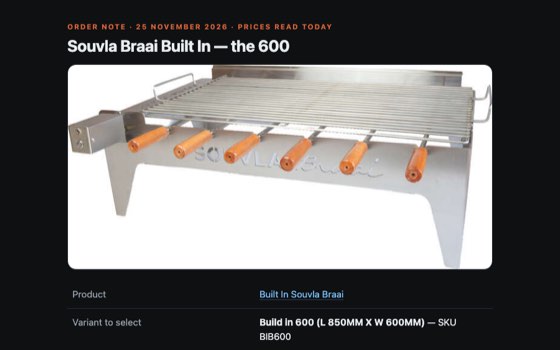 ORDER NOTE · 25 NOVEMBER 2026 · PRICES READ TODAY
Souvla Braai Built In — the 600
SOUVLA Braai
Product
Built In Souvla Braai
Variant to select
Build in 600 (L 850MM X W 600MM) — SKU
BIB600